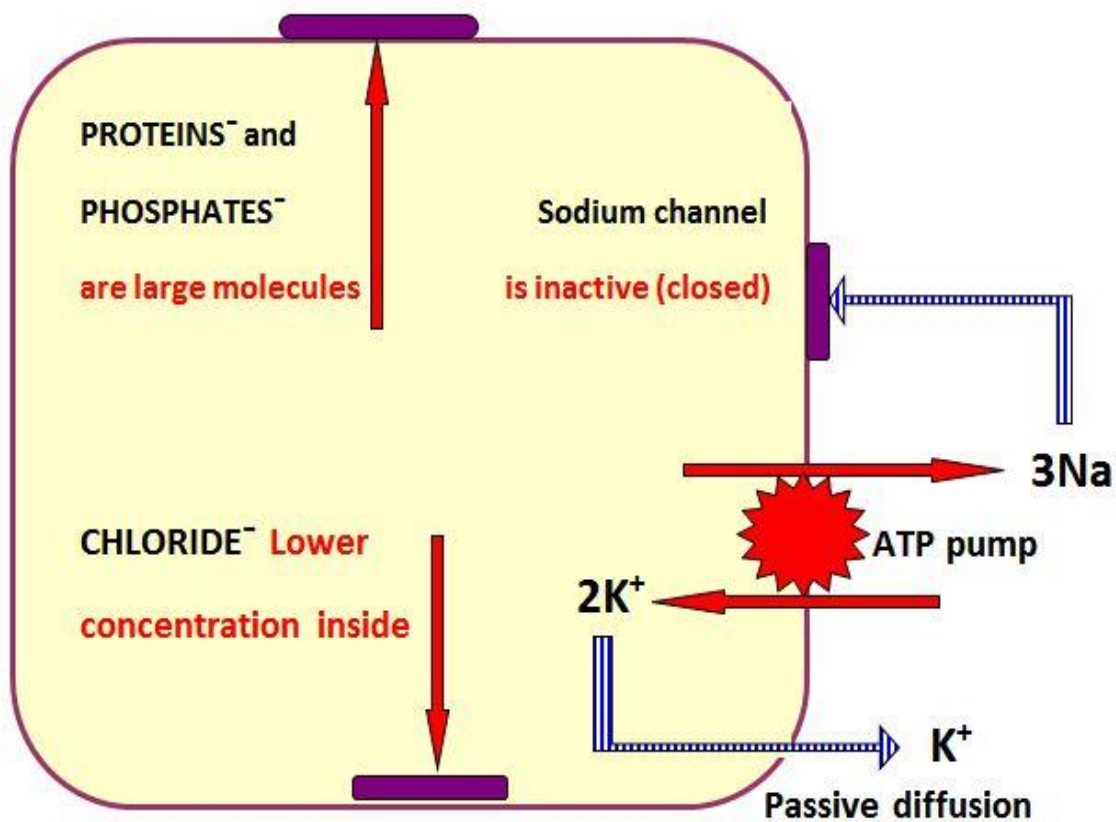 PROTEINS⁻ and
PHOSPHATES⁻
are large molecules
Sodium channel
is inactive (closed)
3Na
ATP pump
CHLORIDE⁻ Lower
concentration inside
2K⁺
K⁺
Passive diffusion